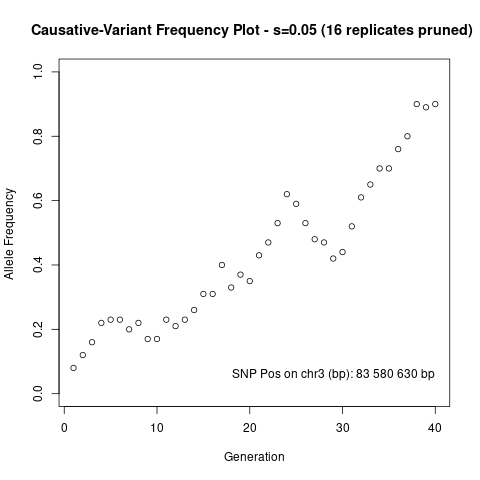 Causative-Variant Frequency Plot - s=0.05 (16 replicates pruned)
1.0
0.8
0.6
0.4
0.2
0.0
Allele Frequency
SNP Pos on chr3 (bp): 83 580 630 bp
0 10 20 30 40
Generation